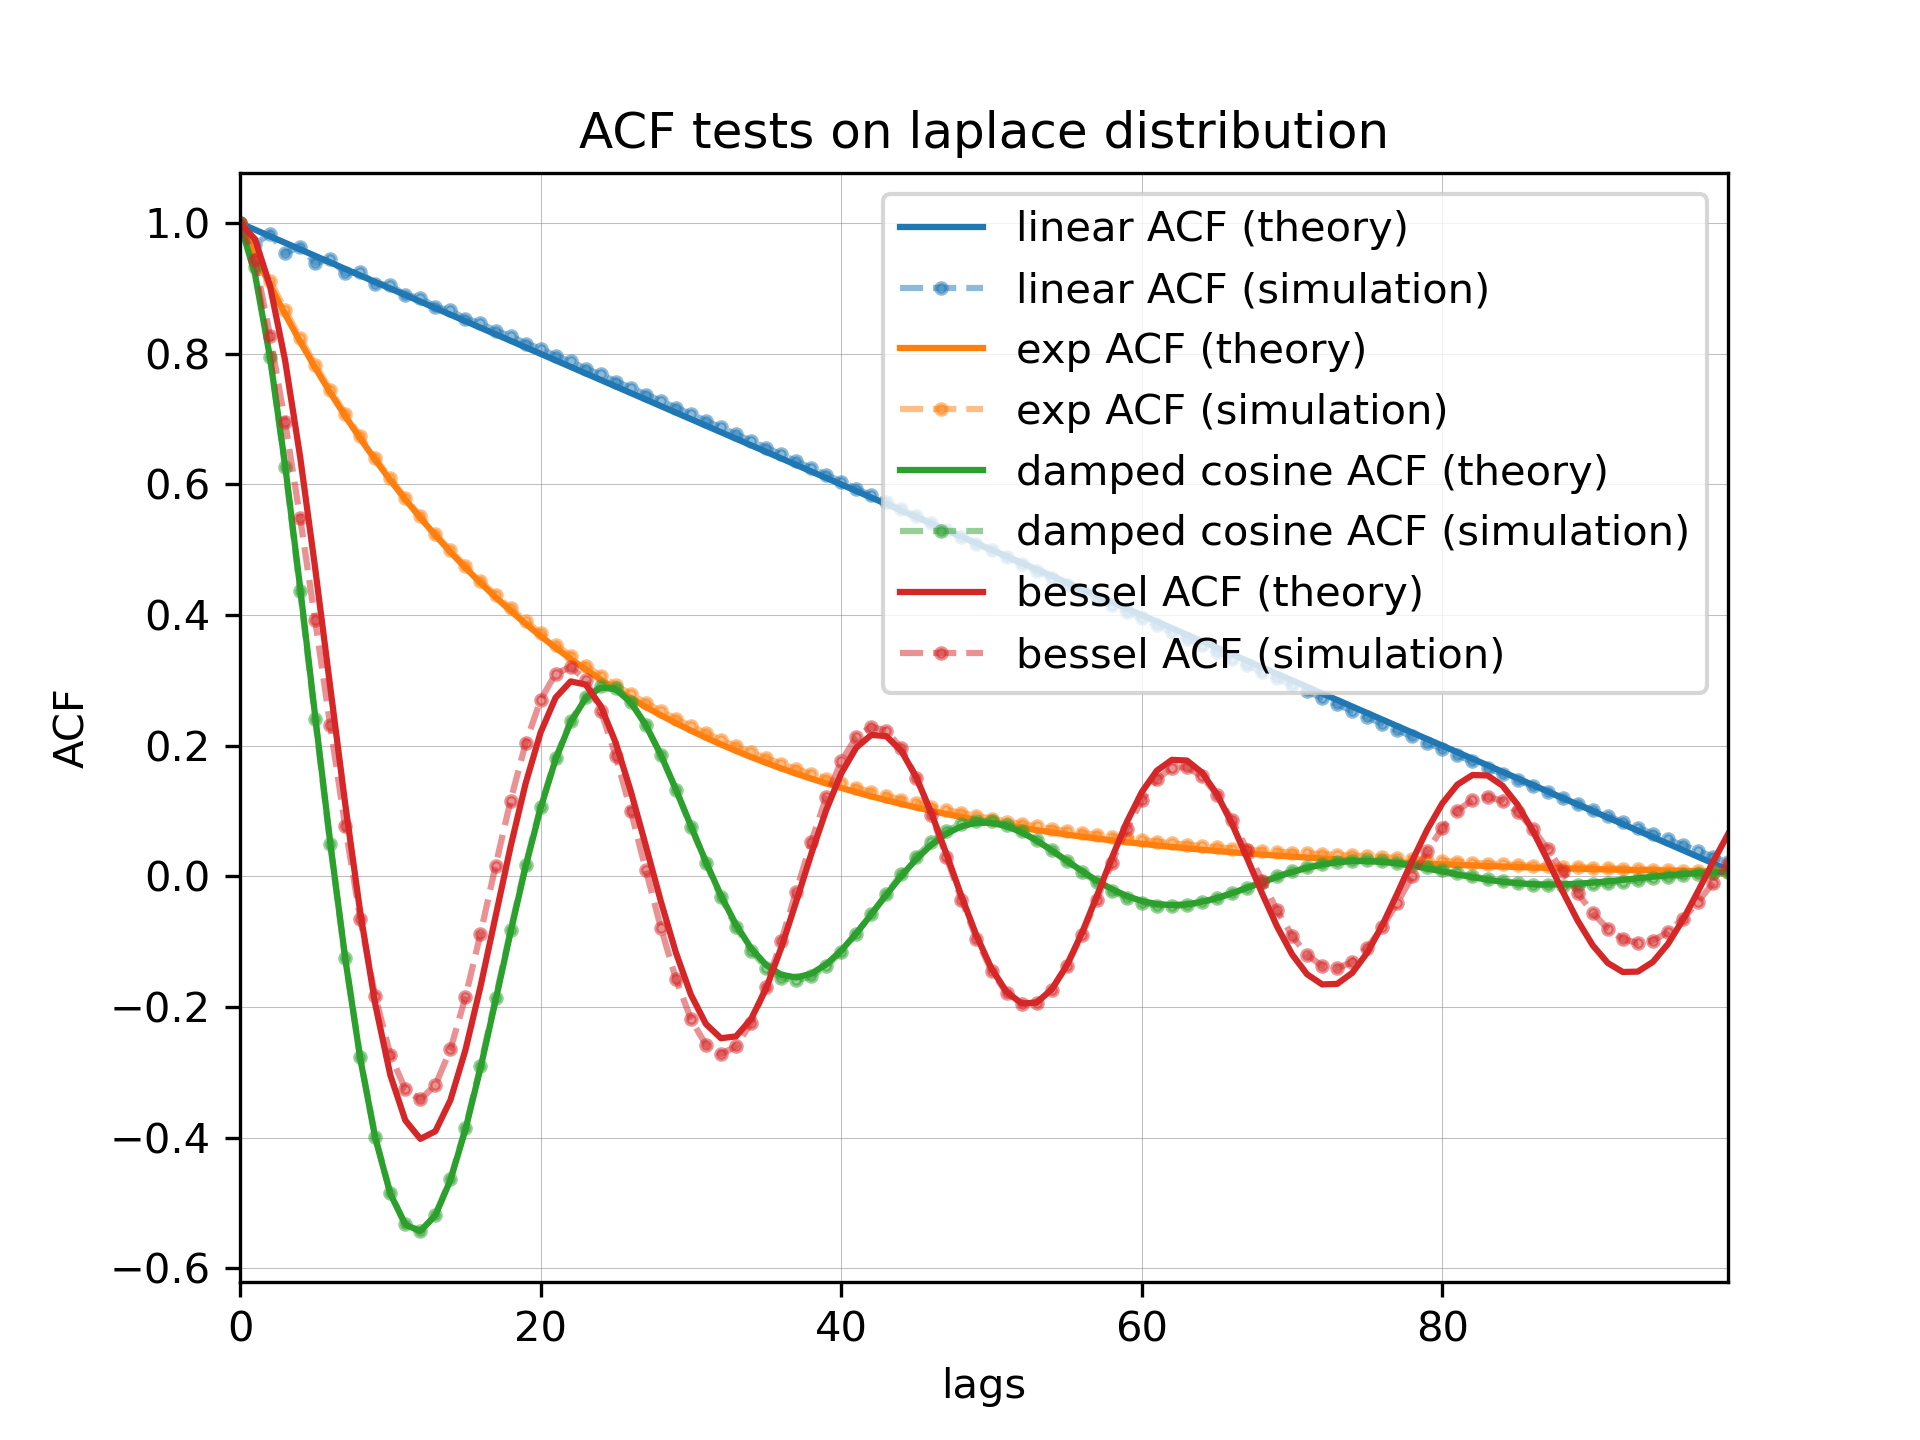 ACF tests on laplace distribution
1.0
0.8
0.6
0.4
0.2
0.0
−0.2
−0.4
−0.6
ACF
linear ACF (theory)
linear ACF (simulation)
exp ACF (theory)
exp ACF (simulation)
damped cosine ACF (theory)
damped cosine ACF (simulation)
bessel ACF (theory)
bessel ACF (simulation)
0 20 40 60 80
lags